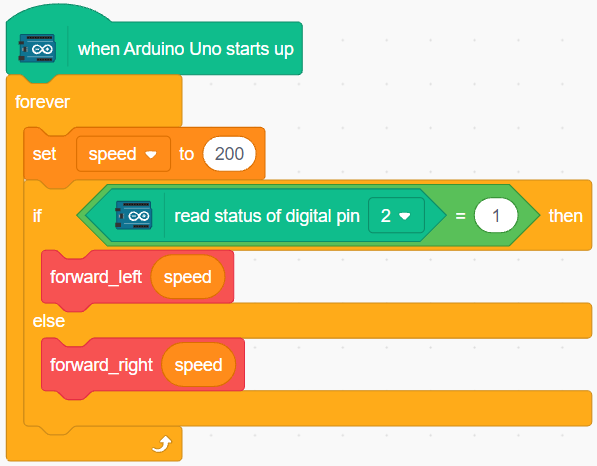 when Arduino Uno starts up
forever
set speed to 200
if read status of digital pin 2 = 1 then
forward_left speed
else
forward_right speed